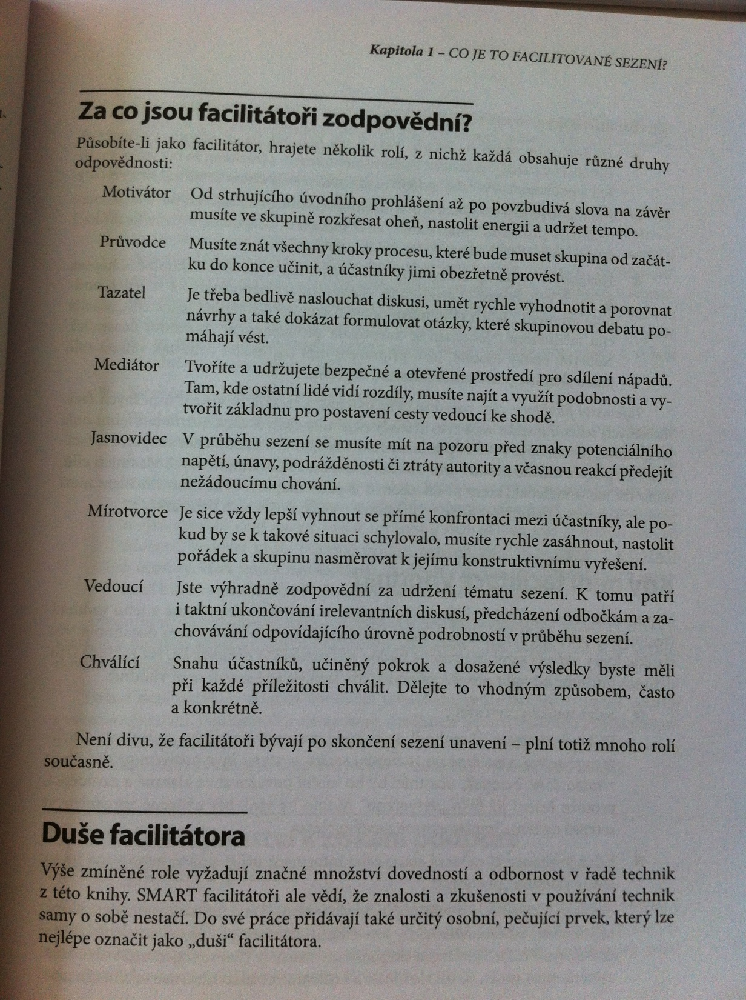 Kapitola 1 – CO JE TO FACILITOVANÉ SEZENÍ?
Za co jsou facilitátoři zodpovědní?
Působíte-li jako facilitátor, hrajete několik rolí, z nichž každá obsahuje různé druhy
odpovědnosti:
Motivátor Od strhujícího úvodního prohlášení až po povzbudivá slova na závěr
musíte ve skupině rozkřesat oheň, nastolit energii a udržet tempo.
Průvodce Musíte znát všechny kroky procesu, které bude muset skupina od začát-
ku do konce učinit, a účastníky jimi obezřetně provést.
Tazatel Je třeba bedlivě naslouchat diskusi, umět rychle vyhodnotit a porovnat
návrhy a také dokázat formulovat otázky, které skupinovou debatu po-
máhají vést.
Mediátor Tvoříte a udržujete bezpečné a otevřené prostředí pro sdílení nápadů.
Tam, kde ostatní lidé vidí rozdíly, musíte najít a využít podobnosti a vy-
tvořit základnu pro postavení cesty vedoucí ke shodě.
Jasnovidec V průběhu sezení se musíte mít na pozoru před znaky potenciálního
napětí, únavy, podrážděnosti či ztráty autority a včasnou reakcí předejít
nežádoucímu chování.
Mírotvorce Je sice vždy lepší vyhnout se přímé konfrontaci mezi účastníky, ale po-
kud by se k takové situaci schylovalo, musíte rychle zasáhnout, nastolit
pořádek a skupinu nasměrovat k jejímu konstruktivnímu vyřešení.
Vedoucí Jste výhradně zodpovědní za udržení tématu sezení. K tomu patří
i taktní ukončování irelevantních diskusí, předcházení odbočkám a za-
chovávání odpovídajícího úrovně podrobností v průběhu sezení.
Chválící Snahu účastníků, učiněný pokrok a dosažené výsledky byste měli
při každé příležitosti chválit. Dělejte to vhodným způsobem, často
a konkrétně.
Není divu, že facilitátoři bývají po skončení sezení unavení – plní totiž mnoho rolí
současně.
Duše facilitátora
Výše zmíněné role vyžadují značné množství dovedností a odbornost v řadě technik
z této knihy. SMART facilitátoři ale vědí, že znalosti a zkušenosti v používání technik
samy o sobě nestačí. Do své práce přidávají také určitý osobní, pečující prvek, který lze
nejlépe označit jako „duši“ facilitátora.